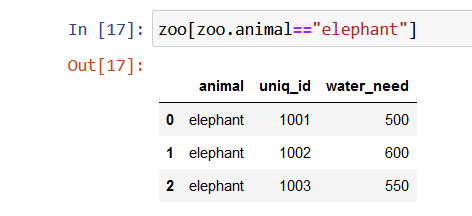 In [17]: zoo[zoo.animal=="elephant"]
Out[17]:
animal uniq_id water_need
0 elephant 1001 500
1 elephant 1002 600
2 elephant 1003 550